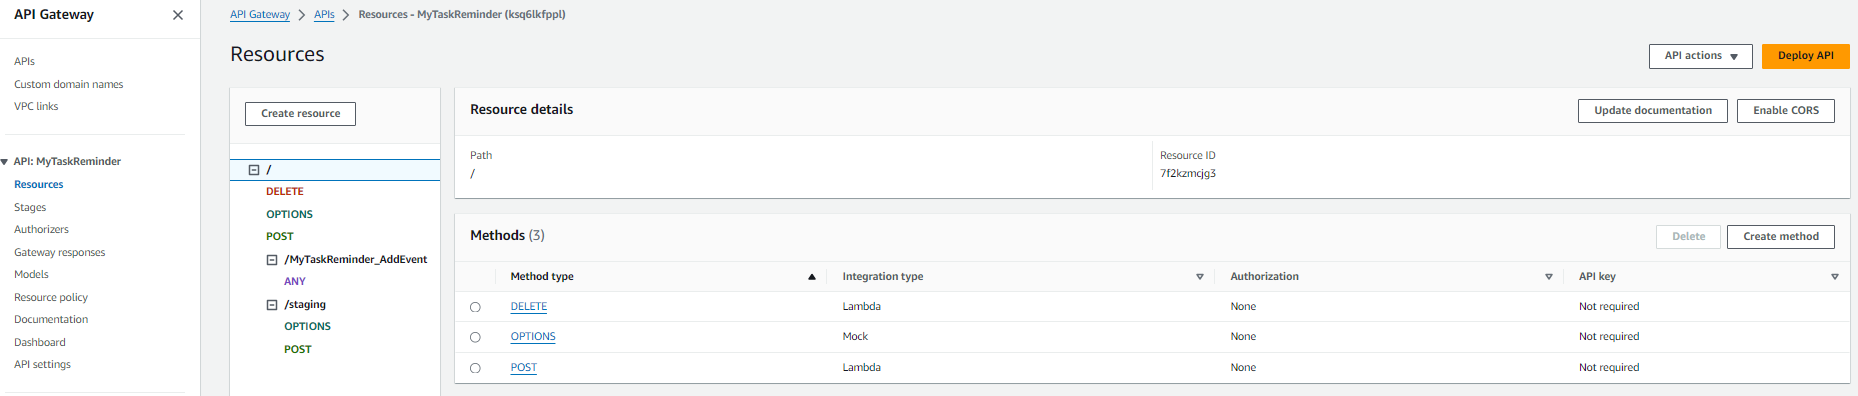 API Gateway
APIs
Custom domain names
VPC links
API: MyTaskReminder
Resources
Stages
Authorizers
Gateway responses
Models
Resource policy
Documentation
Dashboard
API settings
API Gateway > APIs > Resources - MyTaskReminder (ksq6lkfppl)
Resources
API actions
Deploy API
Create resource
/
DELETE
OPTIONS
POST
/MyTaskReminder_AddEvent
ANY
/staging
OPTIONS
POST
Resource details
Update documentation
Enable CORS
Path
/
Resource ID
7f2kzmcjg3
Methods (3)
Delete
Create method
Method type Integration type Authorization API key
DELETE Lambda None Not required
OPTIONS Mock None Not required
POST Lambda None Not required